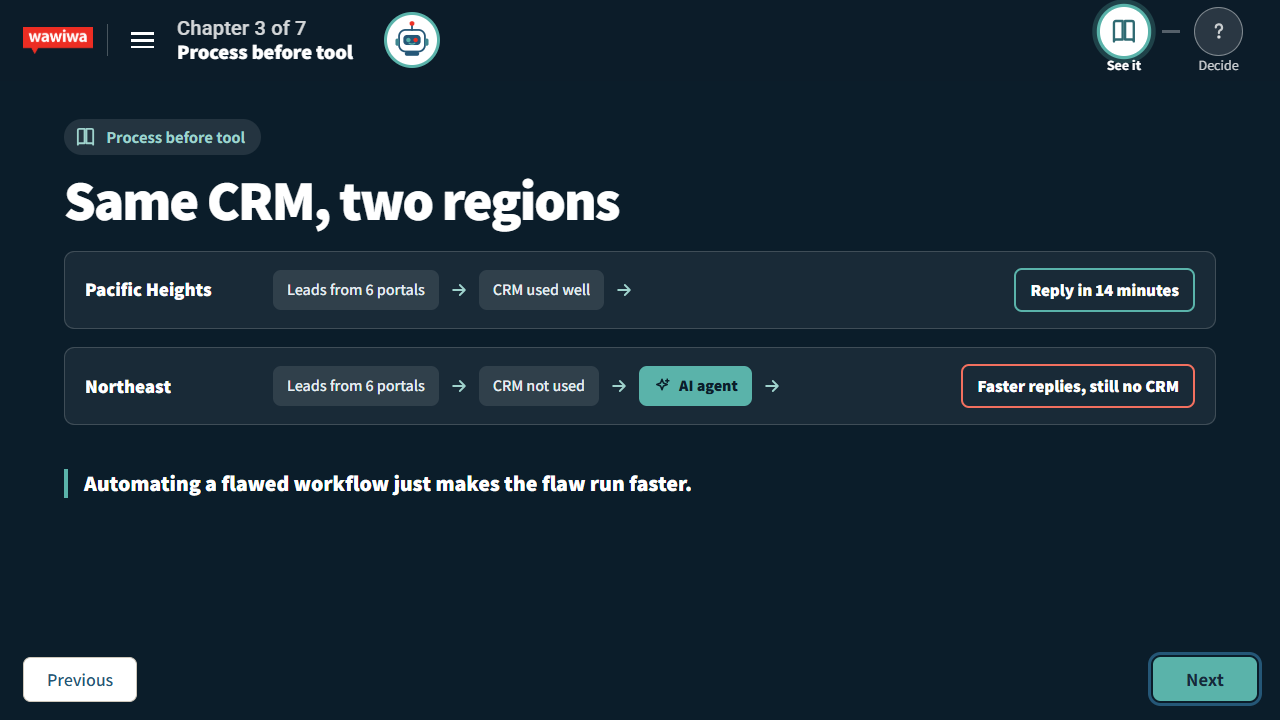 wawiwa
Chapter 3 of 7
Process before tool
See it
?
Decide
Process before tool
Same CRM, two regions
Pacific Heights
Leads from 6 portals → CRM used well →
Reply in 14 minutes
Northeast
Leads from 6 portals → CRM not used → AI agent →
Faster replies, still no CRM
Automating a flawed workflow just makes the flaw run faster.
Previous
Next